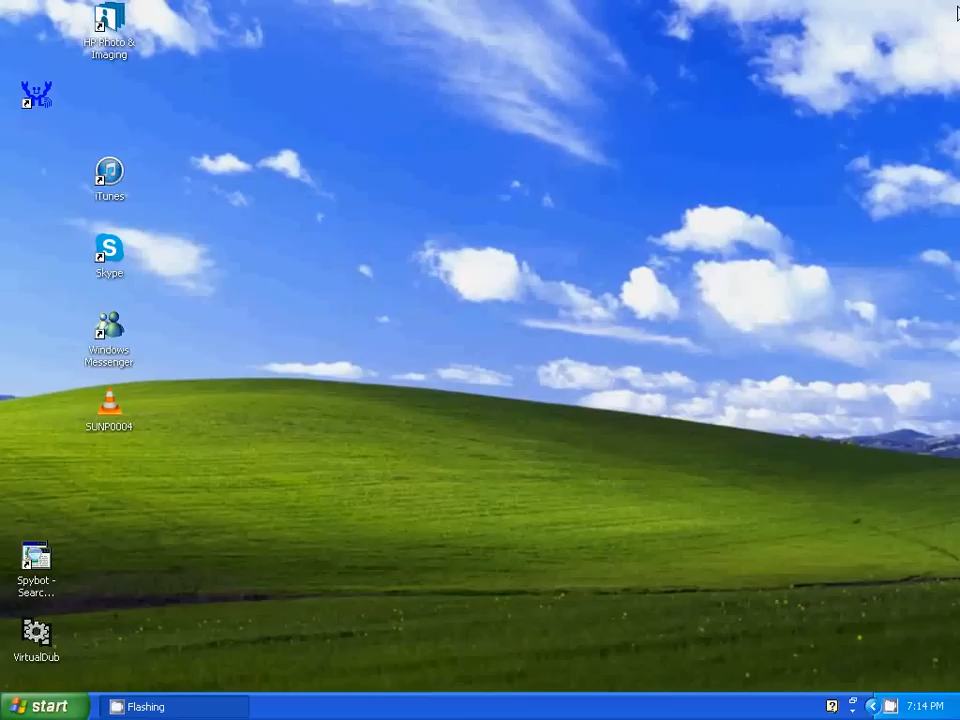 HP Photo &
Imaging
iTunes
S
Skype
Windows
Messenger
SUNP0004
Spybot -
Searc...
VirtualDub
start
Flashing
?
7:14 PM